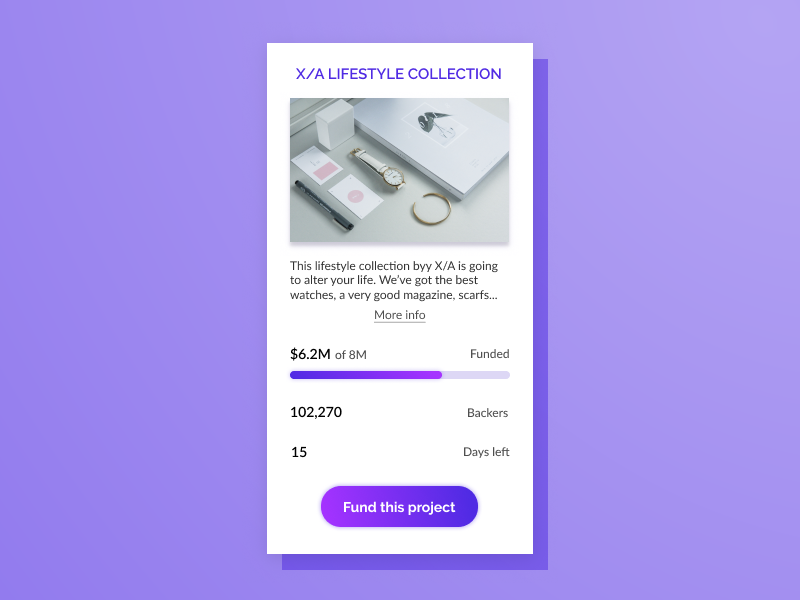 X/A LIFESTYLE COLLECTION
This lifestyle collection byy X/A is going
to alter your life. We've got the best
watches, a very good magazine, scarfs...
More info
$6.2M of 8M Funded
102,270 Backers
15 Days left
Fund this project